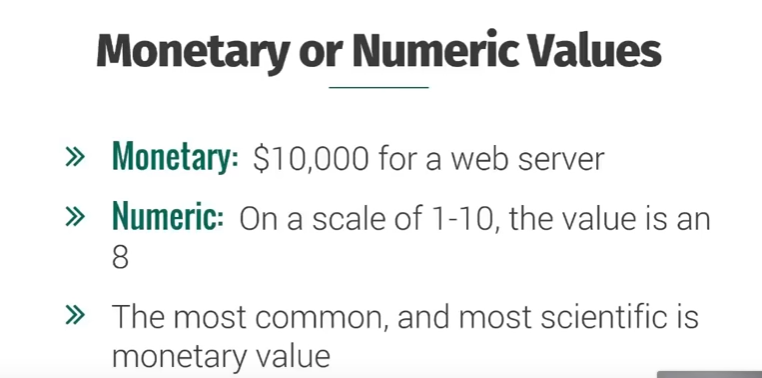 Monetary or Numeric Values
» Monetary: $10,000 for a web server
» Numeric: On a scale of 1-10, the value is an
8
» The most common, and most scientific is
monetary value